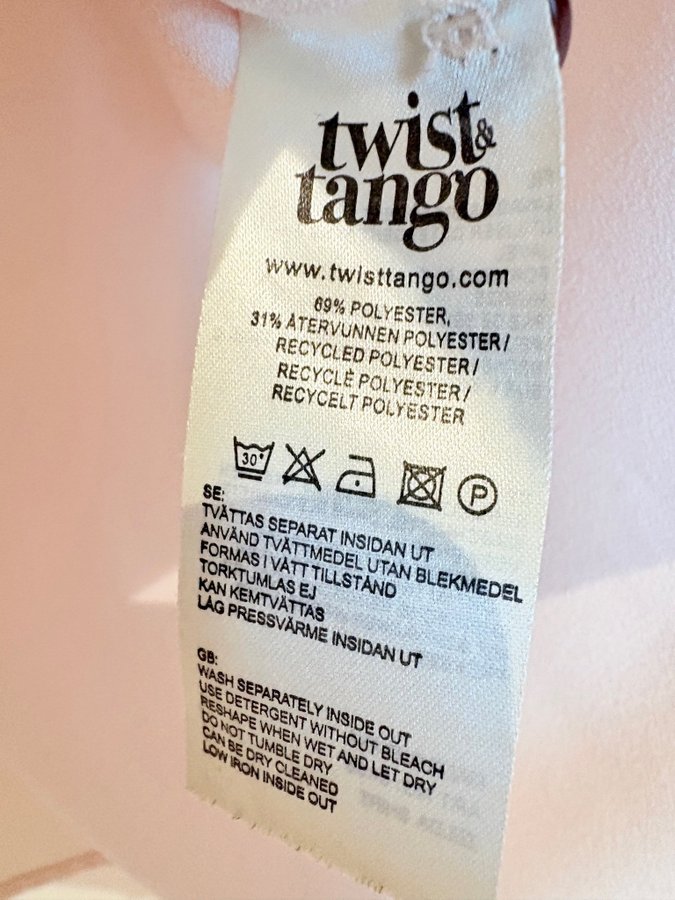 twist &
tango
www.twisttango.com
69% POLYESTER,
31% ÅTERVUNNEN POLYESTER/
RECYCLED POLYESTER/
RECYCLÉ POLYESTER/
RECYCELT POLYESTER
30° P
SE:
TVÄTTAS SEPARAT INSIDAN UT
ANVÄND TVÄTTMEDEL UTAN BLEKMEDEL
FORMAS I VÅTT TILLSTÅND
TORKTUMLAS EJ
KAN KEMTVÄTTAS
LÅG PRESSVÄRME INSIDAN UT
GB:
WASH SEPARATELY INSIDE OUT
USE DETERGENT WITHOUT BLEACH
RESHAPE WHEN WET AND LET DRY
DO NOT TUMBLE DRY
CAN BE DRY CLEANED
LOW IRON INSIDE OUT